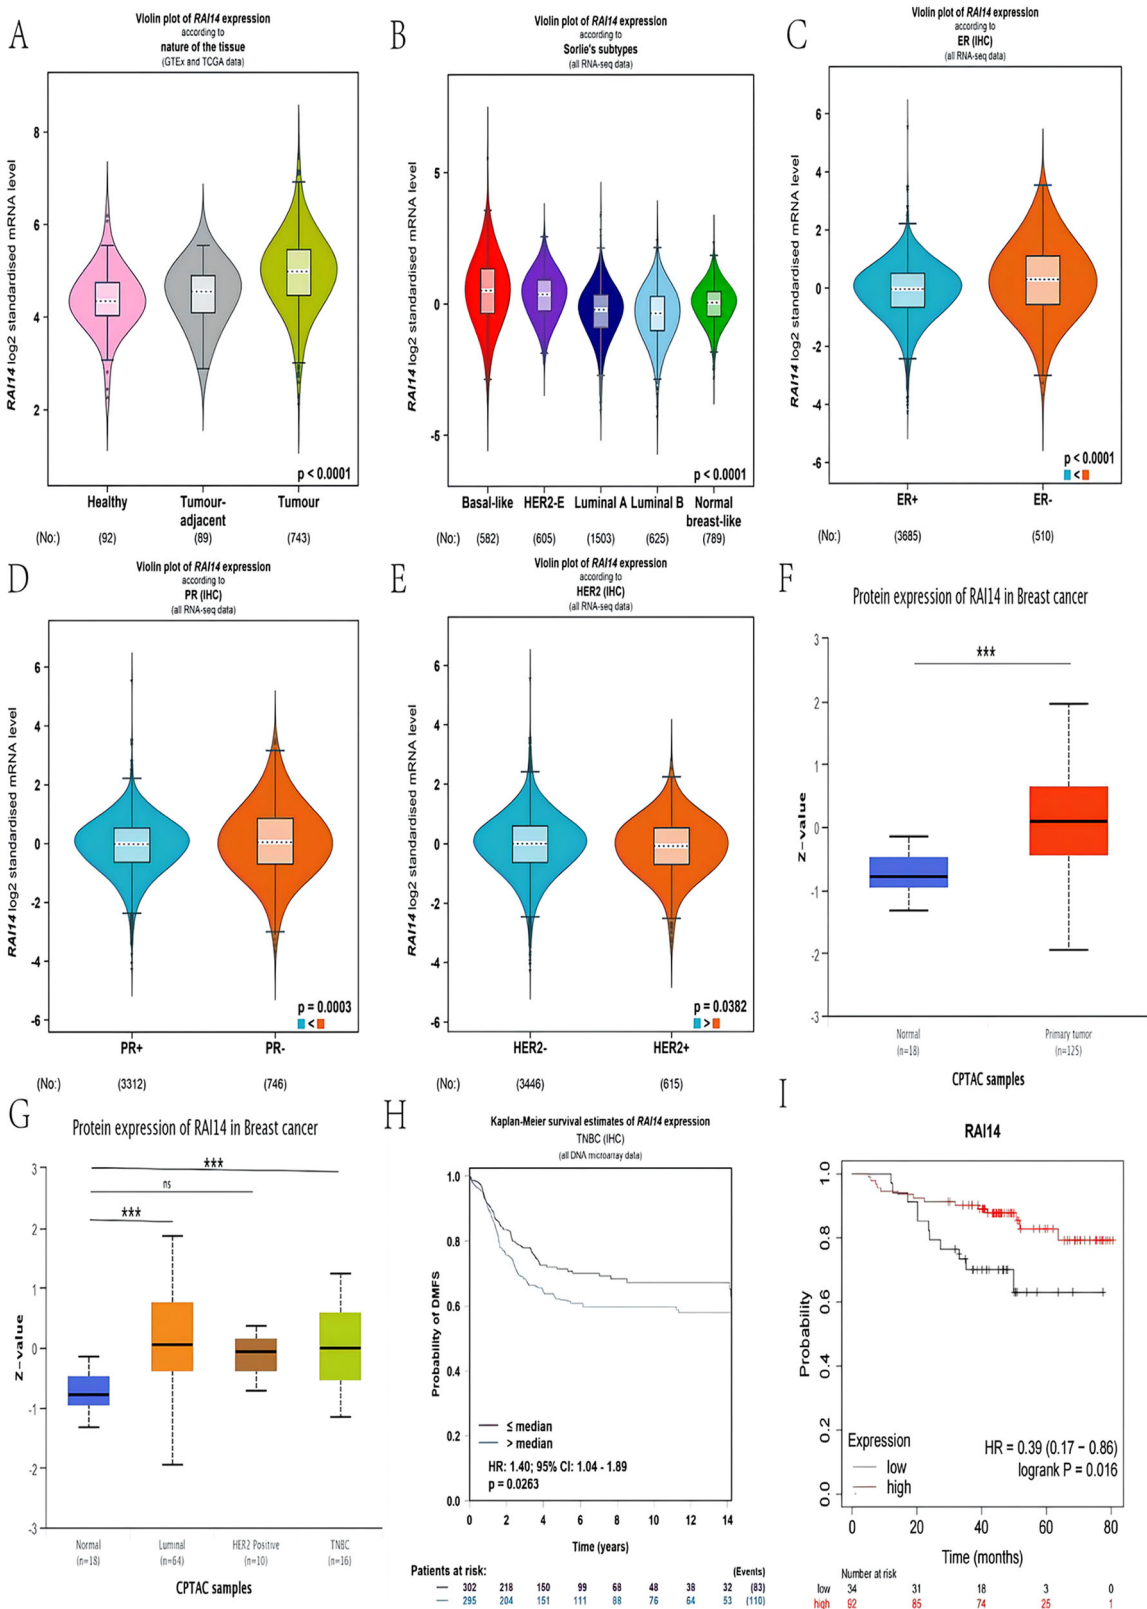 A
Violin plot of RAI14 expression
according to
nature of the tissue
(GTEx and TCGA data)
RAI14 log2 standardised mRNA level
8
6
4
2
p < 0.0001
Healthy Tumour-adjacent Tumour
(No:) (92) (89) (743)
B
Violin plot of RAI14 expression
according to
Sorlie's subtypes
(all RNA-seq data)
RAI14 log2 standardised mRNA level
5
0
-5
p < 0.0001
Basal-like HER2-E Luminal A Luminal B Normal breast-like
(No:) (582) (605) (1503) (625) (789)
C
Violin plot of RAI14 expression
according to
ER (IHC)
(all RNA-seq data)
RAI14 log2 standardised mRNA level
6
4
2
0
-2
-4
-6
p < 0.0001
<
ER+ ER-
(No:) (3685) (510)
D
Violin plot of RAI14 expression
according to
PR (IHC)
(all RNA-seq data)
RAI14 log2 standardised mRNA level
6
4
2
0
-2
-4
-6
p = 0.0003
<
PR+ PR-
(No:) (3312) (746)
E
Violin plot of RAI14 expression
according to
HER2 (IHC)
(all RNA-seq data)
RAI14 log2 standardised mRNA level
6
4
2
0
-2
-4
-6
p = 0.0382
>
HER2- HER2+
(No:) (3446) (615)
F
Protein expression of RAI14 in Breast cancer
Z-value
3
2
1
0
-1
-2
-3
***
Normal Primary tumor
(n=18) (n=125)
CPTAC samples
G
Protein expression of RAI14 in Breast cancer
Z-value
3
2
1
0
-1
-2
-3
***
ns
***
Normal Luminal HER2 Positive TNBC
(n=18) (n=64) (n=10) (n=16)
CPTAC samples
H
Kaplan-Meier survival estimates of RAI14 expression
TNBC (IHC)
(all DNA microarray data)
Probability of DMFS
1.0
0.8
0.6
0.4
0.2
0.0
≤ median
> median
HR: 1.40; 95% CI: 1.04 - 1.89
p = 0.0263
0 2 4 6 8 10 12 14
Time (years)
Patients at risk: (Events)
302 218 150 99 68 48 38 32 (83)
295 204 151 111 88 76 64 53 (110)
I
RAI14
Probability
1.0
0.8
0.6
0.4
0.2
0.0
Expression
low
high
HR = 0.39 (0.17 − 0.86)
logrank P = 0.016
0 20 40 60 80
Time (months)
Number at risk
low 34 31 18 3 0
high 92 85 74 25 1